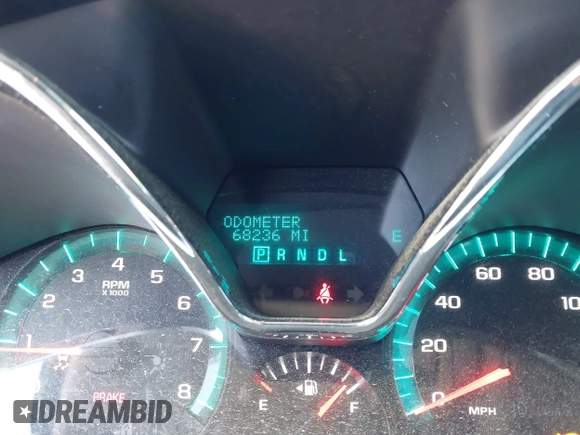 ODOMETER
68236 MI
E
P R N D L
1 2 3 4 5 6 7 8
RPM
X 1000
BRAKE
E F
0 20 40 60 80 10
MPH
DREAMBID